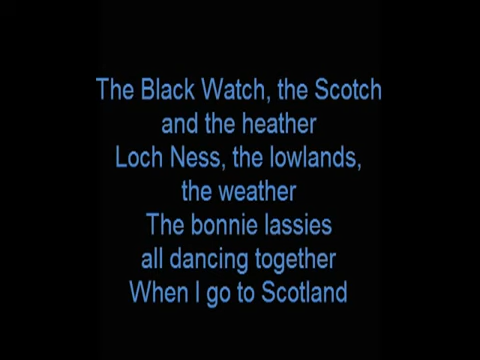 The Black Watch, the Scotch
and the heather
Loch Ness, the lowlands,
the weather
The bonnie lassies
all dancing together
When I go to Scotland